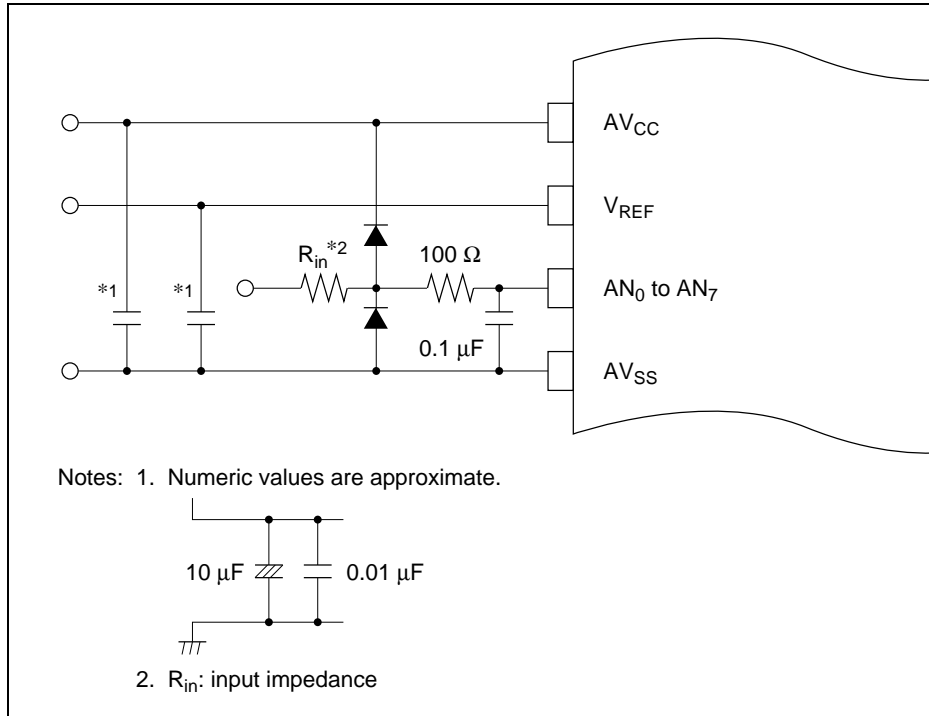 AVCC
VREF
Rin*2
100 Ω
*1
*1
AN0 to AN7
0.1 μF
AVSS
Notes: 1. Numeric values are approximate.
10 μF
0.01 μF
2. Rin: input impedance